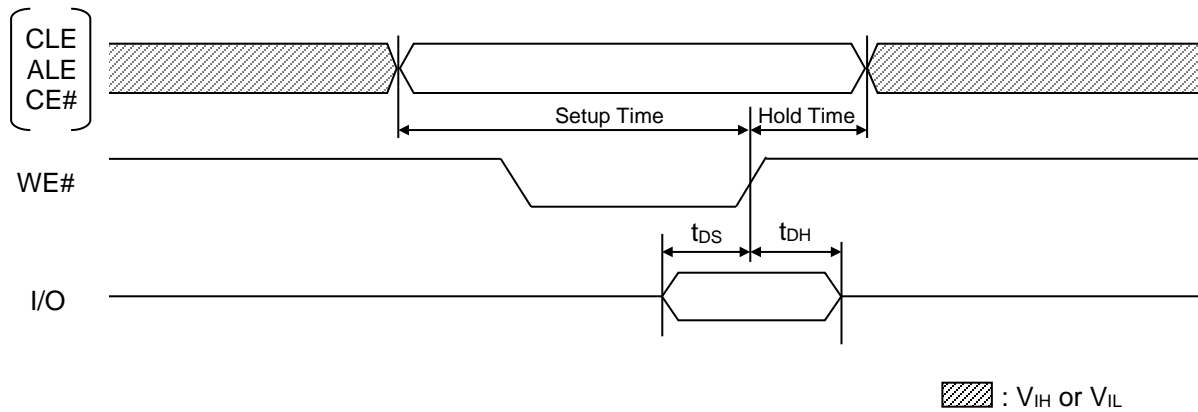 CLE
ALE
CE#
Setup Time
Hold Time
WE#
tDS
tDH
I/O
: VIH or VIL